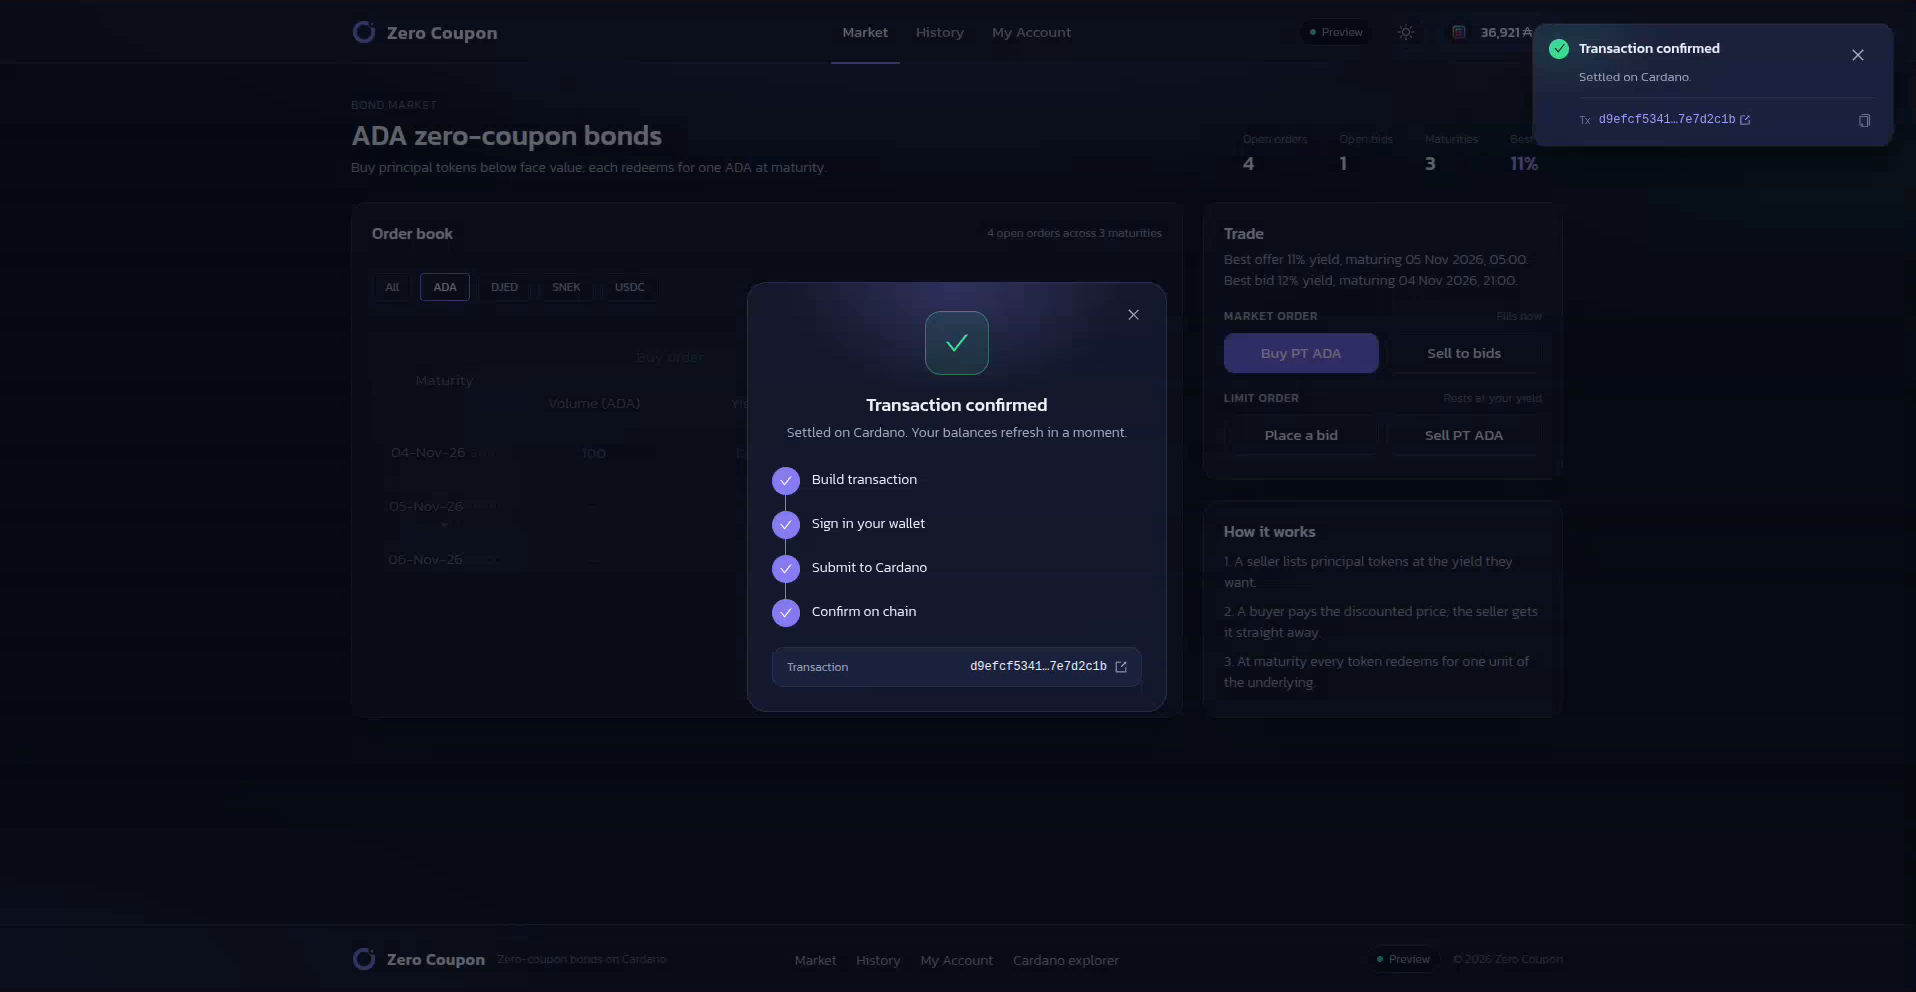 Zero Coupon
Market
History
My Account
Preview
36,921 ₳
Transaction confirmed
Settled on Cardano.
Tx d9efcf5341…7e7d2c1b
BOND MARKET
ADA zero-coupon bonds
Buy principal tokens below face value; each redeems for one ADA at maturity.
Open orders
4
Open bids
1
Maturities
3
Best
11%
Order book
4 open orders across 3 maturities
All
ADA
DJED
SNEK
USDC
Buy order
Maturity
Volume (ADA)
04-Nov-26
100
05-Nov-26
06-Nov-26
Transaction confirmed
Settled on Cardano. Your balances refresh in a moment.
Build transaction
Sign in your wallet
Submit to Cardano
Confirm on chain
Transaction d9efcf5341…7e7d2c1b
Trade
Best offer 11% yield, maturing 05 Nov 2026, 05:00.
Best bid 12% yield, maturing 04 Nov 2026, 21:00.
MARKET ORDER
Fills now
Buy PT ADA
Sell to bids
LIMIT ORDER
Rests at your yield
Place a bid
Sell PT ADA
How it works
1. A seller lists principal tokens at the yield they
want.
2. A buyer pays the discounted price; the seller gets
it straight away.
3. At maturity every token redeems for one unit of
the underlying.
Zero Coupon
Zero-coupon bonds on Cardano
Market
History
My Account
Cardano explorer
Preview
© 2026 Zero Coupon